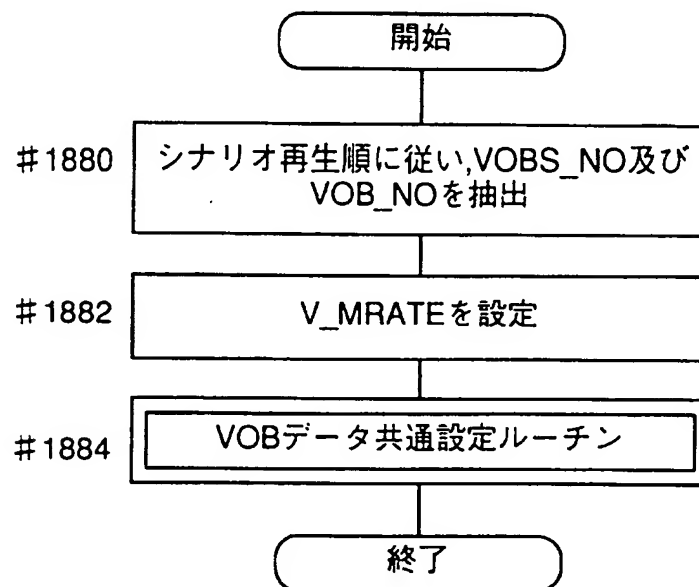 開始
#1880
シナリオ再生順に従い,VOBS_NO及び
VOB_NOを抽出
#1882
V_MRATEを設定
#1884
VOBデータ共通設定ルーチン
終了